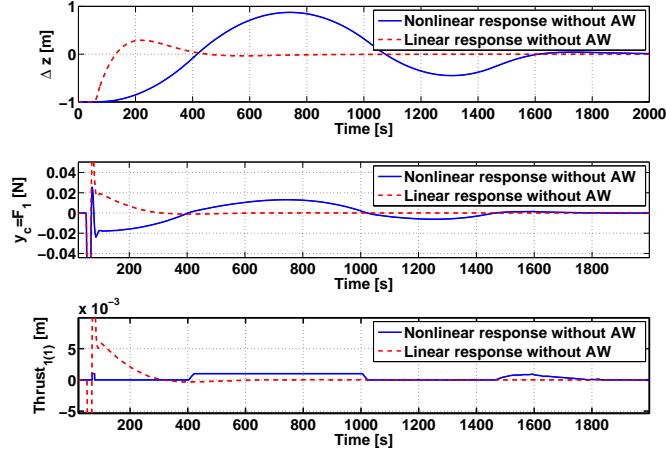 1
0
−1
Δ z [m]
Nonlinear response without AW
Linear response without AW
0 200 400 600 800 1000 1200 1400 1600 1800 2000
Time [s]
0.04
0.02
0
−0.02
−0.04
y_c=F_1 [N]
Nonlinear response without AW
Linear response without AW
200 400 600 800 1000 1200 1400 1600 1800
Time [s]
x 10^−3
5
0
−5
Thrust_1(1) [m]
Nonlinear response without AW
Linear response without AW
200 400 600 800 1000 1200 1400 1600 1800
Time [s]